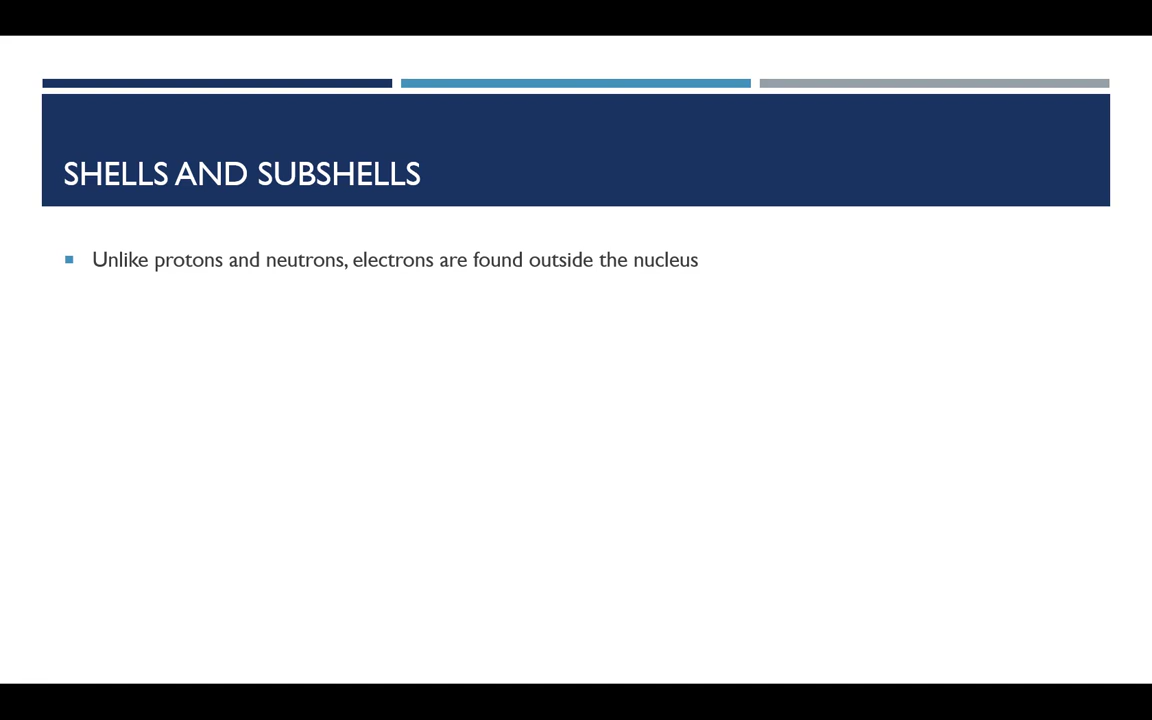 SHELLS AND SUBSHELLS
Unlike protons and neutrons, electrons are found outside the nucleus